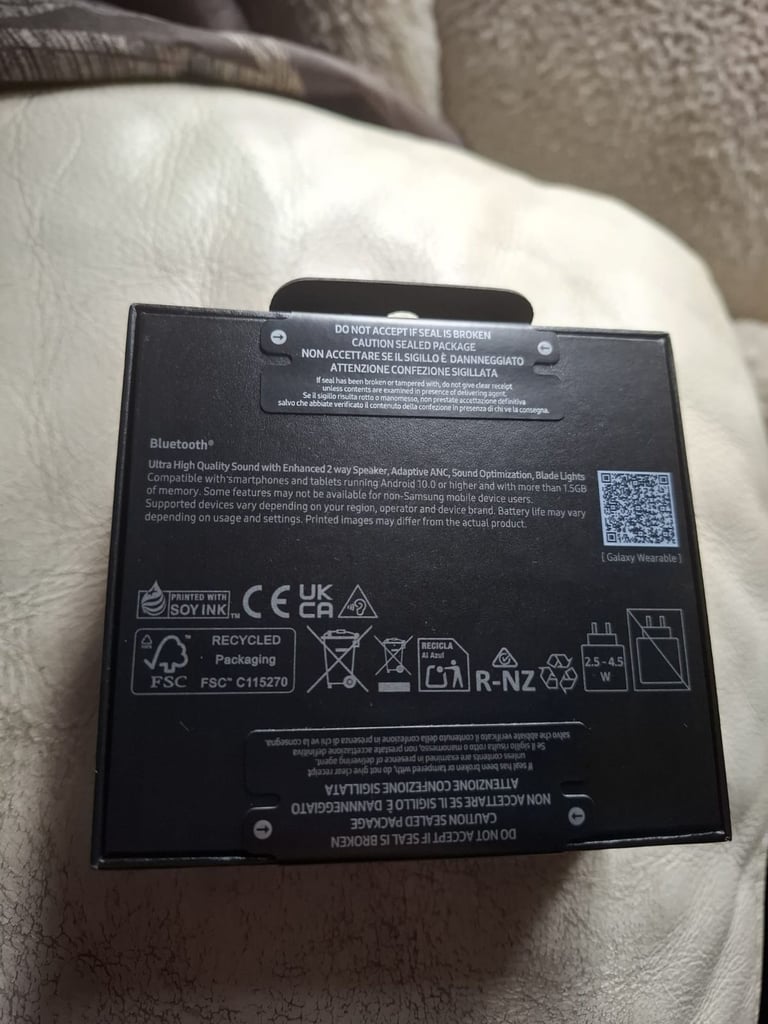 DO NOT ACCEPT IF SEAL IS BROKEN
CAUTION SEALED PACKAGE
NON ACCETTARE SE IL SIGILLO È DANNNEGGIATO
ATTENZIONE CONFEZIONE SIGILLATA
If seal has been broken or tampered with, do not give clear receipt
unless contents are examined in presence of delivering agent.
Se il sigillo risulta rotto o manomesso, non prestate accettazione definitiva
salvo che abbiate verificato il contenuto della confezione in presenza di chi ve la consegna.
Bluetooth®
Ultra High Quality Sound with Enhanced 2 way Speaker, Adaptive ANC, Sound Optimization, Blade Lights
Compatible with smartphones and tablets running Android 10.0 or higher and with more than 1.5GB
of memory. Some features may not be available for non-Samsung mobile device users.
Supported devices vary depending on your region, operator and device brand. Battery life may vary
depending on usage and settings. Printed images may differ from the actual product.
[ Galaxy Wearable ]
PRINTED WITH
SOY INK™
CE
UK
CA
FSC™
RECYCLED
Packaging
FSC™ C115270
RECICLA
Al Azul
R-NZ
2.5 - 4.5
W
DO NOT ACCEPT IF SEAL IS BROKEN
CAUTION SEALED PACKAGE
NON ACCETTARE SE IL SIGILLO È DANNNEGGIATO
ATTENZIONE CONFEZIONE SIGILLATA
If seal has been broken or tampered with, do not give clear receipt
unless contents are examined in presence of delivering agent.
Se il sigillo risulta rotto o manomesso, non prestate accettazione definitiva
salvo che abbiate verificato il contenuto della confezione in presenza di chi ve la consegna.